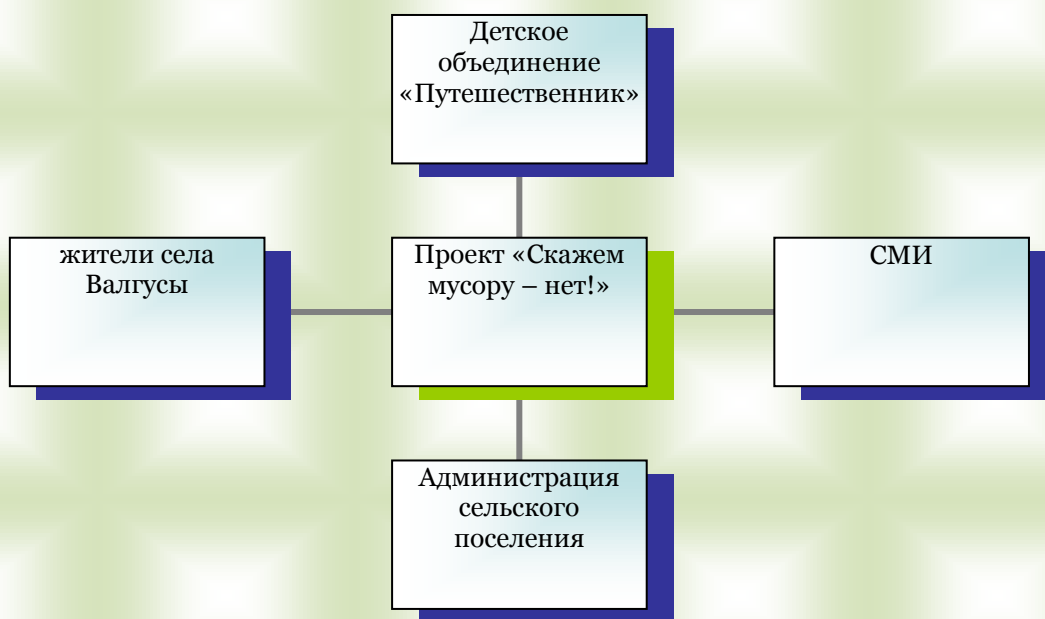 Детское
объединение
«Путешественник»
жители села
Валгусы
Проект «Скажем
мусору – нет!»
СМИ
Администрация
сельского
поселения